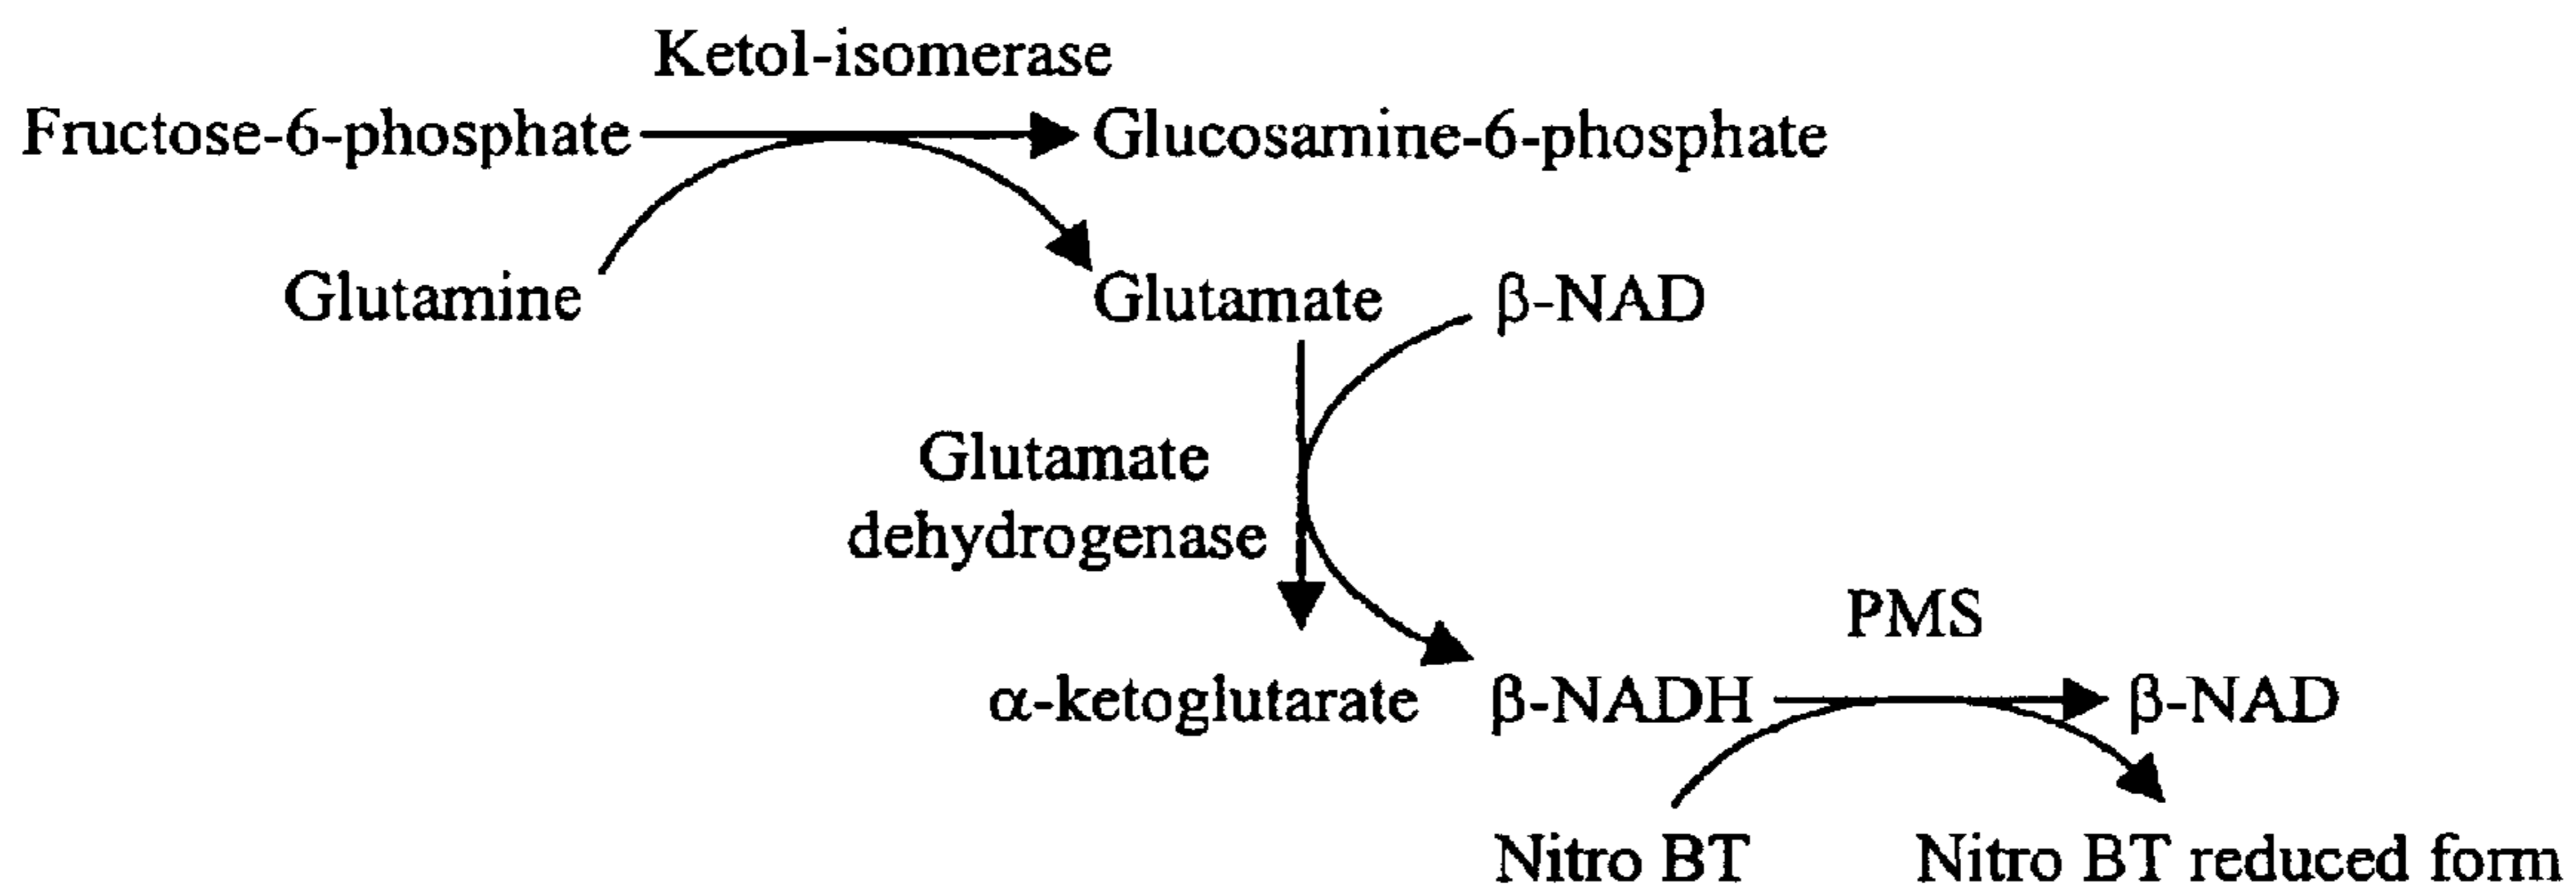 Ketol-isomerase
Fructose-6-phosphate Glucosamine-6-phosphate
Glutamine Glutamate β-NAD
Glutamate
dehydrogenase
PMS
α-ketoglutarate β-NADH β-NAD
Nitro BT Nitro BT reduced form